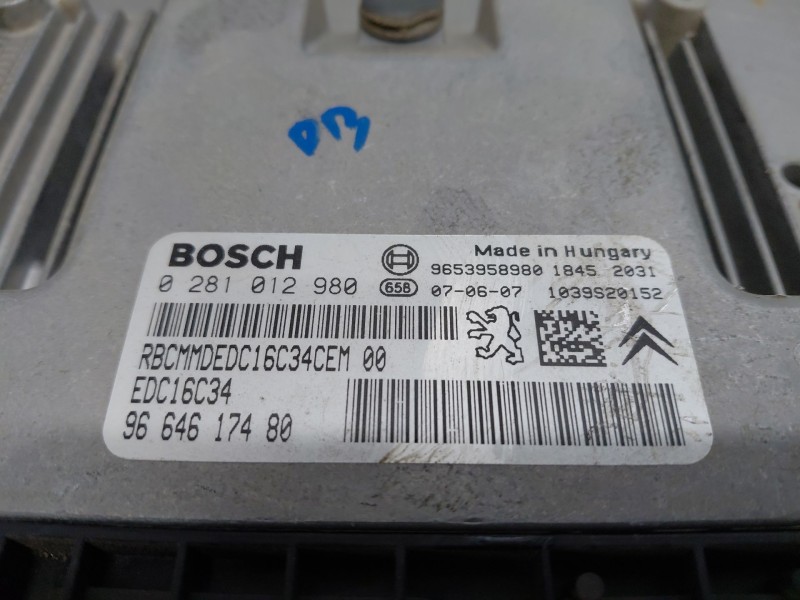 BOSCH
Made in Hungary
0 281 012 980
9653958980 1845 2031
658 07-06-07 1039S20152
RBCMMDEDC16C34CEM 00
EDC16C34
96 646 174 80